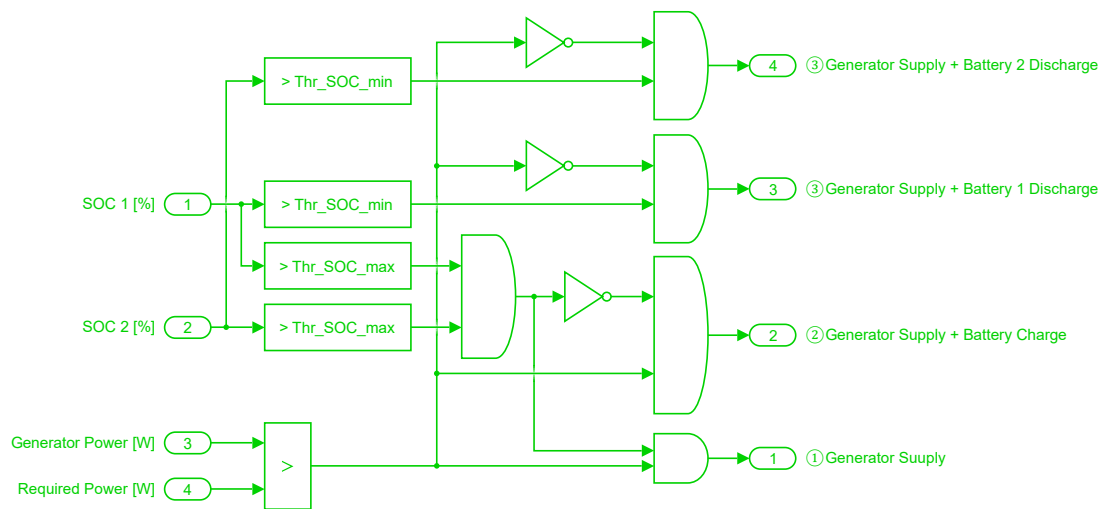 > Thr_SOC_min
4 ③Generator Supply + Battery 2 Discharge
SOC 1 [%] 1
> Thr_SOC_min
3 ③Generator Supply + Battery 1 Discharge
> Thr_SOC_max
SOC 2 [%] 2
> Thr_SOC_max
2 ②Generator Supply + Battery Charge
Generator Power [W] 3
>
1 ①Generator Suuply
Required Power [W] 4